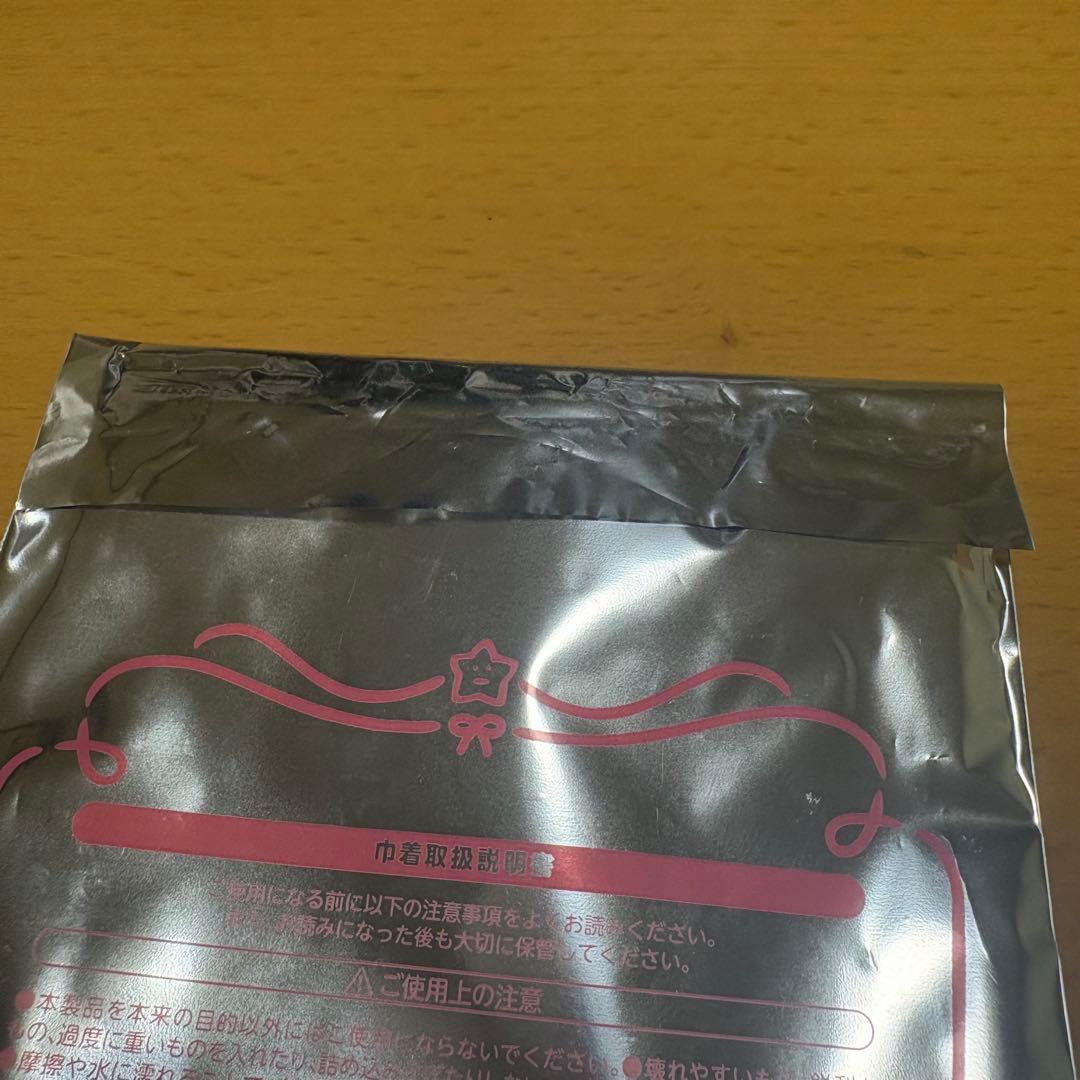 巾着取扱説明書
ご使用になる前に以下の注意事項をよくお読みください。
また、お読みになった後も大切に保管してください。
ご使用上の注意
●本製品を本来の目的以外にはご使用にならないでください。●壊れやすいもの
もの、過度に重いものを入れたり、詰め込み
●摩擦や水に濡れる